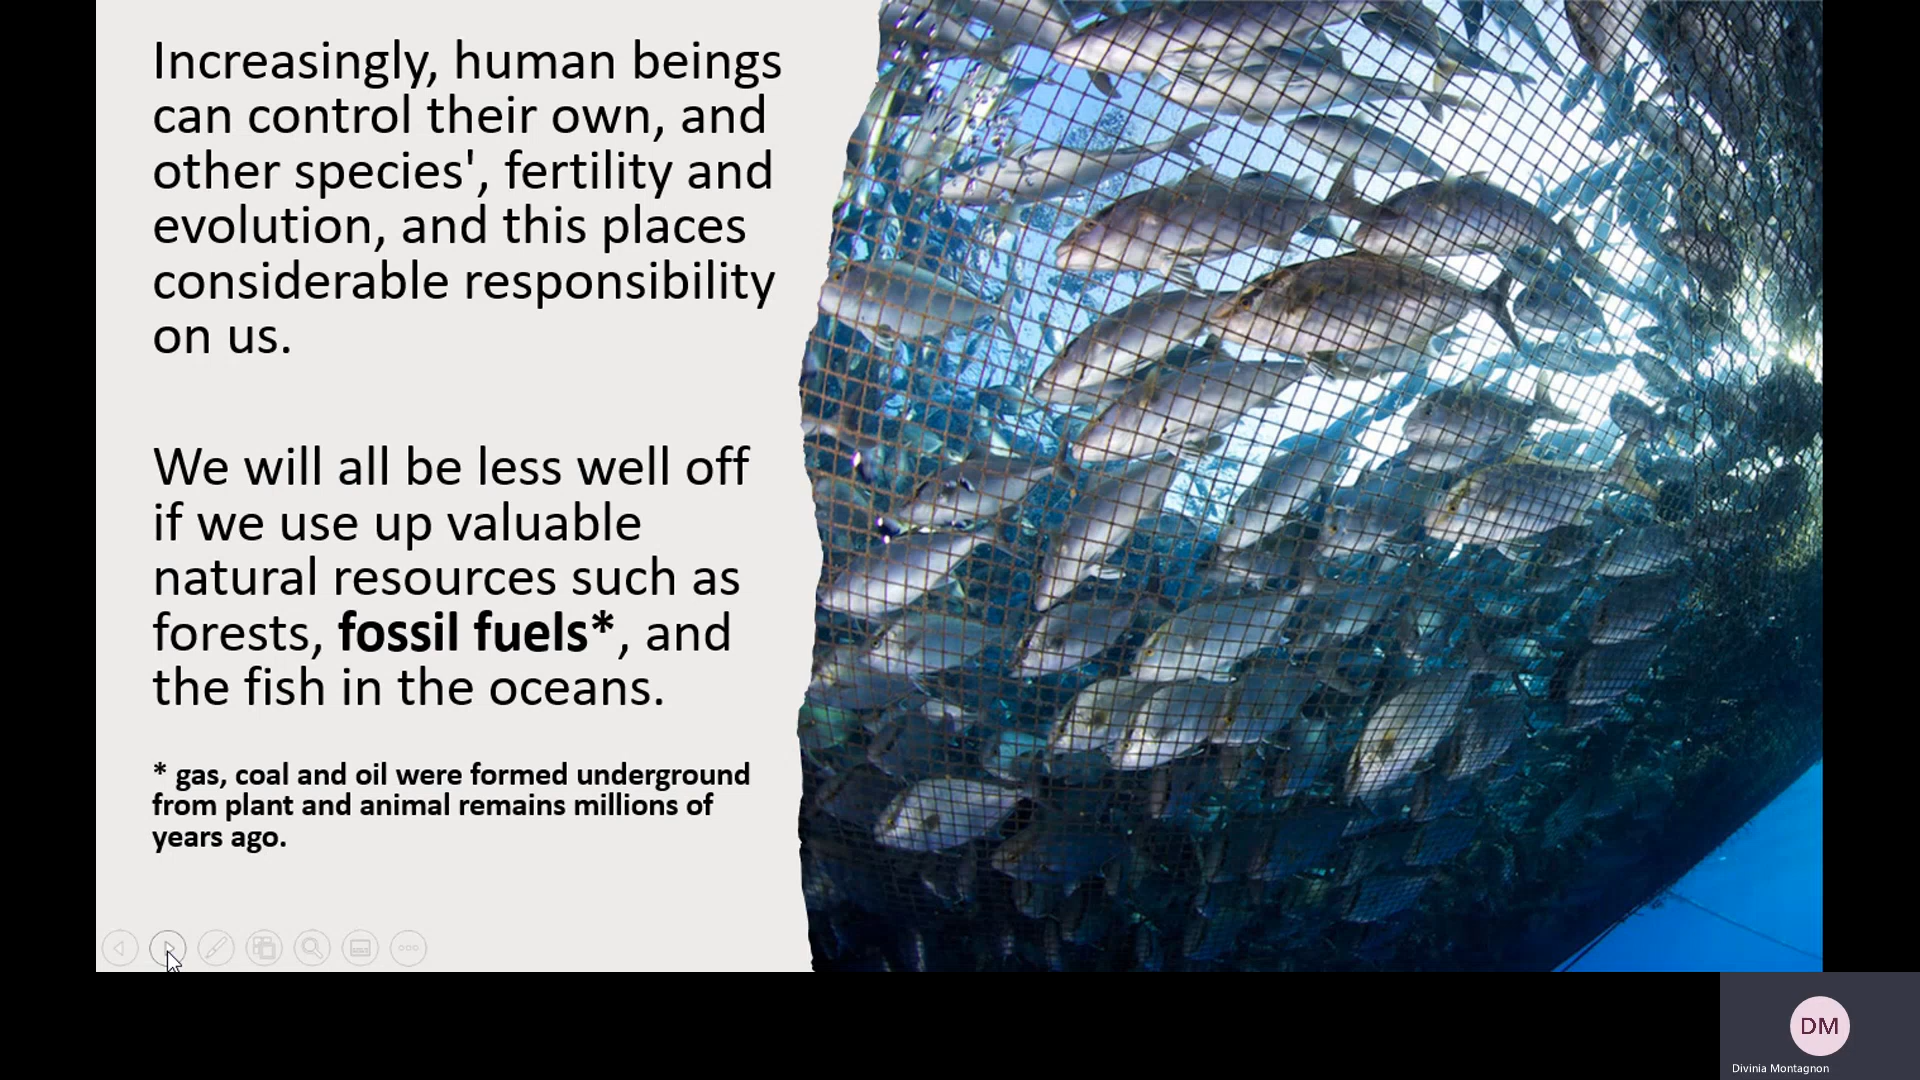 Increasingly, human beings
can control their own, and
other species', fertility and
evolution, and this places
considerable responsibility
on us.
We will all be less well off
if we use up valuable
natural resources such as
forests, fossil fuels*, and
the fish in the oceans.
* gas, coal and oil were formed underground
from plant and animal remains millions of
years ago.
DM
Divinia Montagnon